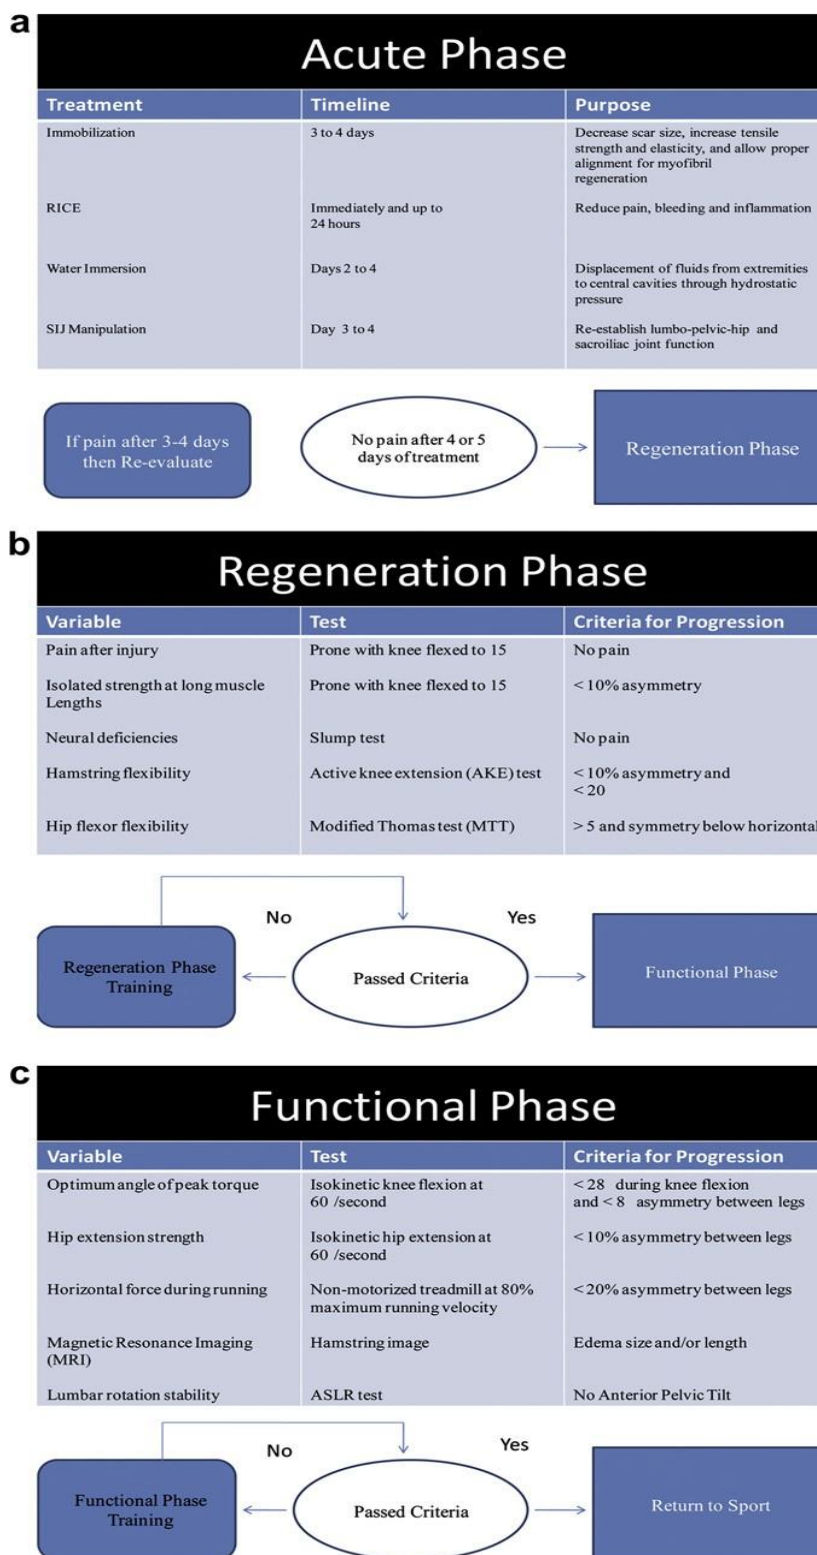 a
Acute Phase
Treatment Timeline Purpose
Immobilization 3 to 4 days Decrease scar size, increase tensile
strength and elasticity, and allow proper
alignment for myofibril
regeneration
RICE Immediately and up to Reduce pain, bleeding and inflammation
24 hours
Water Immersion Days 2 to 4 Displacement of fluids from extremities
to central cavities through hydrostatic
pressure
SIJ Manipulation Day 3 to 4 Re-establish lumbo-pelvic-hip and
sacroiliac joint function
If pain after 3-4 days
then Re-evaluate
No pain after 4 or 5
days of treatment
Regeneration Phase
b
Regeneration Phase
Variable Test Criteria for Progression
Pain after injury Prone with knee flexed to 15 No pain
Isolated strength at long muscle Prone with knee flexed to 15 < 10% asymmetry
Lengths
Neural deficiencies Slump test No pain
Hamstring flexibility Active knee extension (AKE) test < 10% asymmetry and
< 20
Hip flexor flexibility Modified Thomas test (MTT) > 5 and symmetry below horizontal
No Yes
Regeneration Phase
Training
Passed Criteria
Functional Phase
c
Functional Phase
Variable Test Criteria for Progression
Optimum angle of peak torque Isokinetic knee flexion at < 28 during knee flexion
60 /second and < 8 asymmetry between legs
Hip extension strength Isokinetic hip extension at < 10% asymmetry between legs
60 /second
Horizontal force during running Non-motorized treadmill at 80% < 20% asymmetry between legs
maximum running velocity
Magnetic Resonance Imaging Hamstring image Edema size and/or length
(MRI)
Lumbar rotation stability ASLR test No Anterior Pelvic Tilt
No Yes
Functional Phase
Training
Passed Criteria
Return to Sport